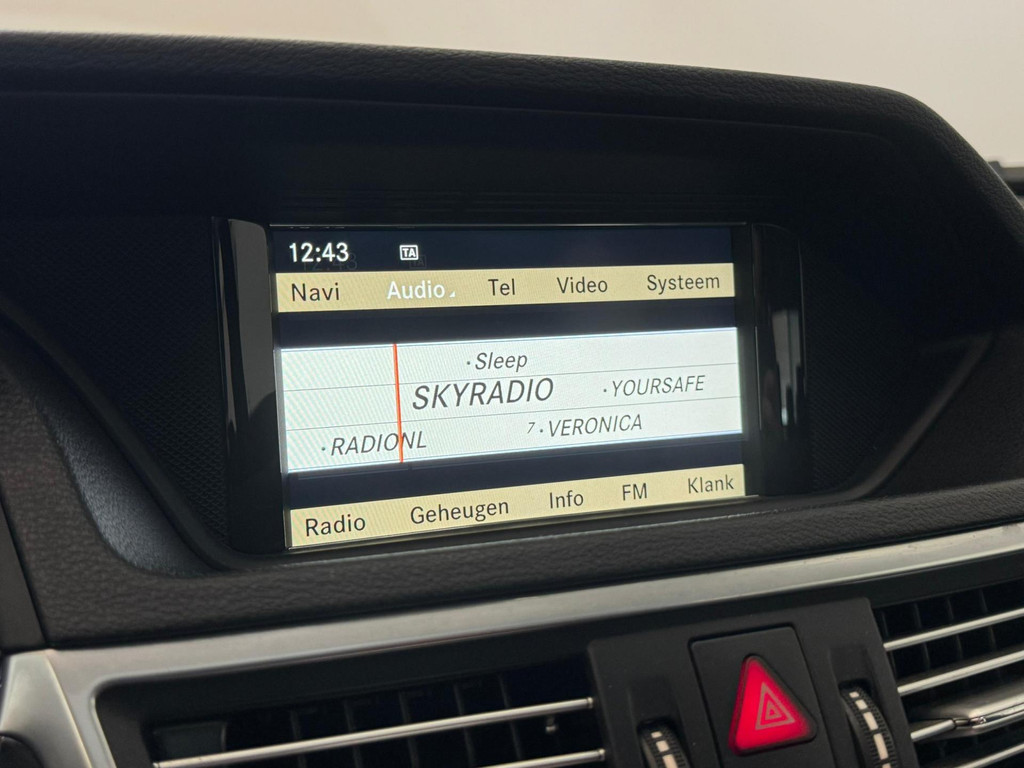 12:43 TA
Navi Audio Tel Video Systeem
·Sleep
SKYRADIO ·YOURSAFE
·RADIONL 7·VERONICA
Radio Geheugen Info FM Klank